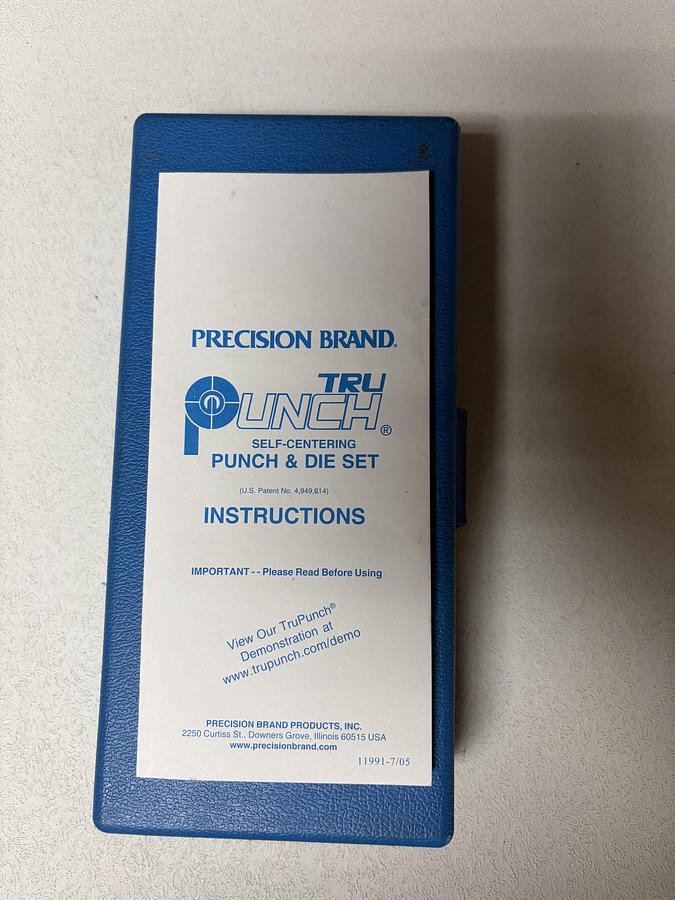 PRECISION BRAND®
TRU
PUNCH®
SELF-CENTERING
PUNCH & DIE SET
(U.S. Patent No. 4,949,614)
INSTRUCTIONS
IMPORTANT - - Please Read Before Using
View Our TruPunch®
Demonstration at
www.trupunch.com/demo
PRECISION BRAND PRODUCTS, INC.
2250 Curtiss St., Downers Grove, Illinois 60515 USA
www.precisionbrand.com
11991-7/05